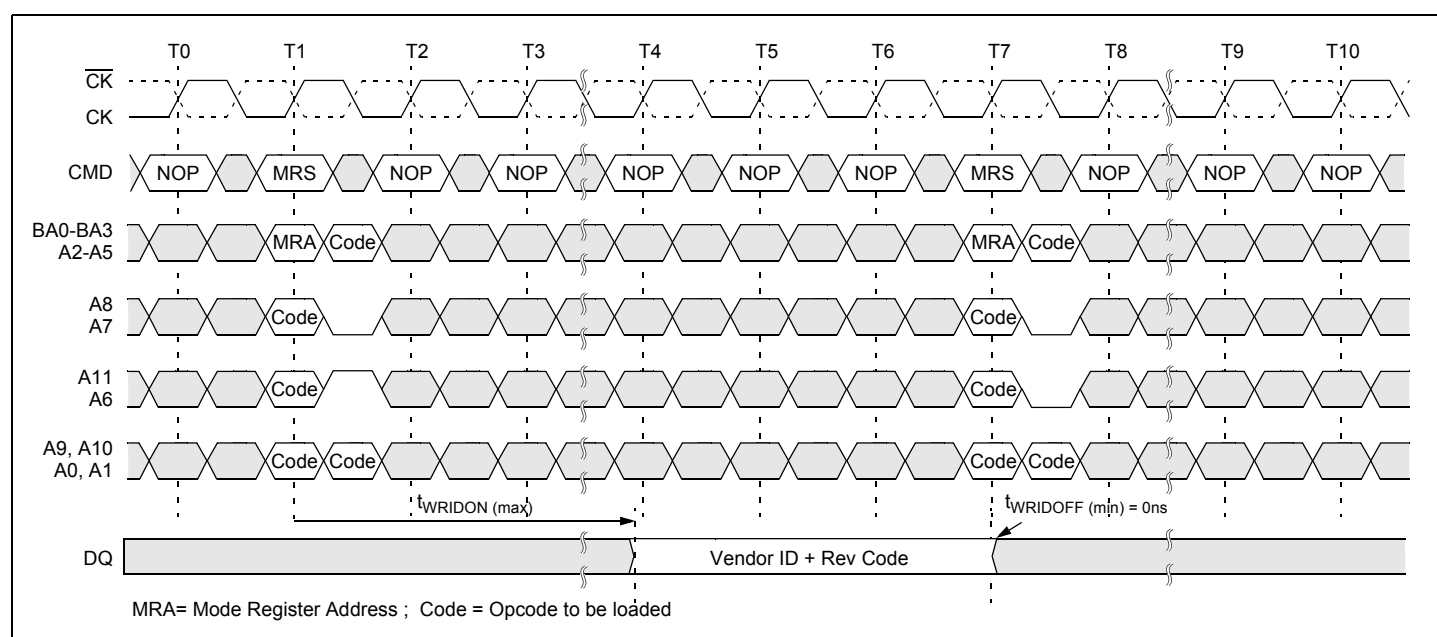 T0 T1 T2 T3 T4 T5 T6 T7 T8 T9 T10
CK
CK
CMD NOP MRS NOP NOP NOP NOP NOP MRS NOP NOP NOP
BA0-BA3
A2-A5
MRA Code MRA Code
A8
A7
Code Code
A11
A6
Code Code
A9, A10
A0, A1
Code Code Code Code
tWRIDON (max) tWRIDOFF (min) = 0ns
DQ Vendor ID + Rev Code
MRA= Mode Register Address ; Code = Opcode to be loaded